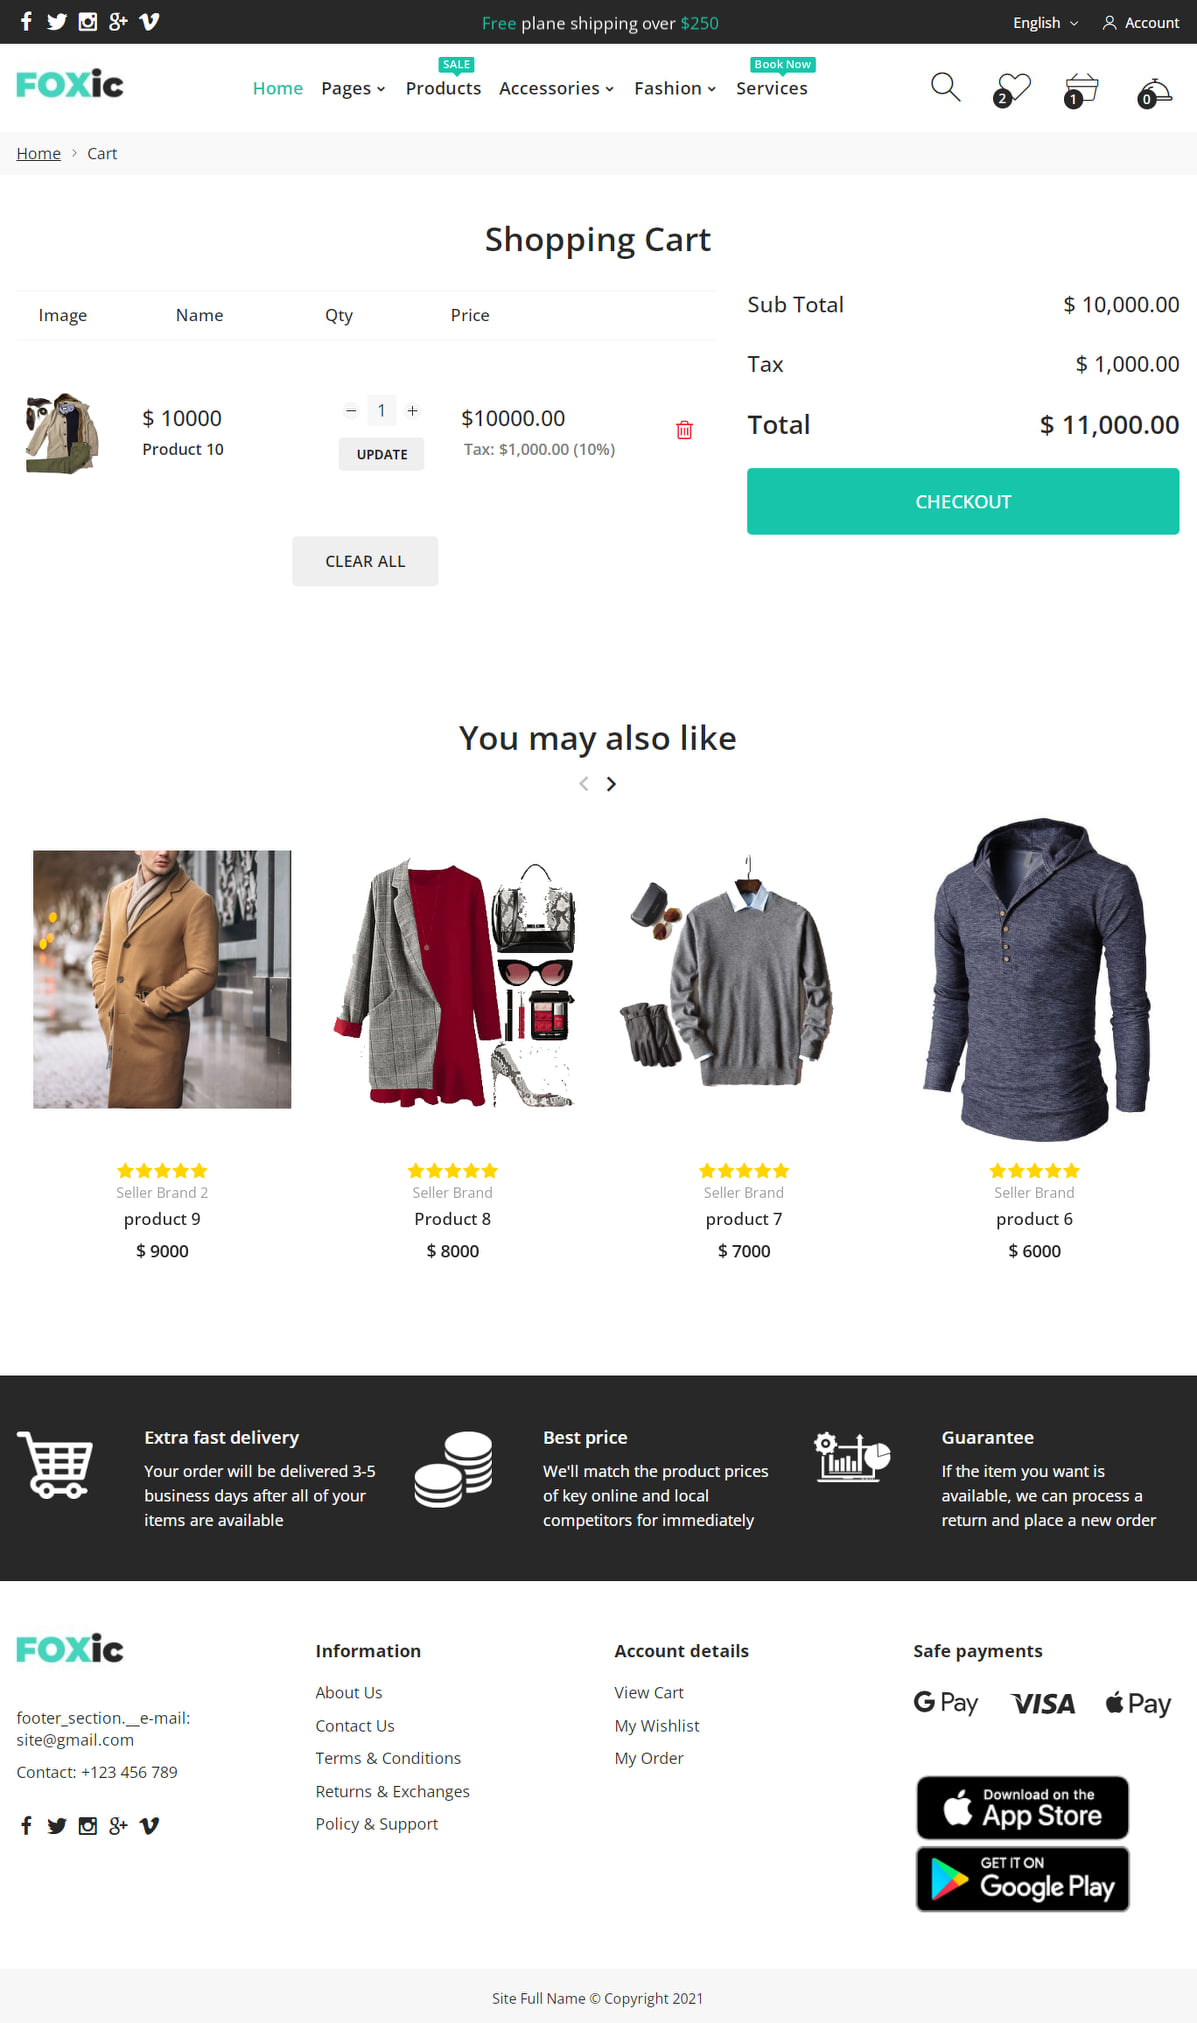 Free plane shipping over $250
English
Account
FOXic
Home
Pages
SALE
Products
Accessories
Fashion
Book Now
Services
2
1
0
Home > Cart
Shopping Cart
Image Name Qty Price
$ 10000
Product 10
− 1 +
UPDATE
$10000.00
Tax: $1,000.00 (10%)
CLEAR ALL
Sub Total $ 10,000.00
Tax $ 1,000.00
Total $ 11,000.00
CHECKOUT
You may also like
Seller Brand 2
product 9
$ 9000
Seller Brand
Product 8
$ 8000
Seller Brand
product 7
$ 7000
Seller Brand
product 6
$ 6000
Extra fast delivery
Your order will be delivered 3-5
business days after all of your
items are available
Best price
We'll match the product prices
of key online and local
competitors for immediately
Guarantee
If the item you want is
available, we can process a
return and place a new order
FOXic
footer_section.__e-mail:
site@gmail.com
Contact: +123 456 789
Information
About Us
Contact Us
Terms & Conditions
Returns & Exchanges
Policy & Support
Account details
View Cart
My Wishlist
My Order
Safe payments
G Pay
VISA
Pay
Download on the
App Store
GET IT ON
Google Play
Site Full Name © Copyright 2021